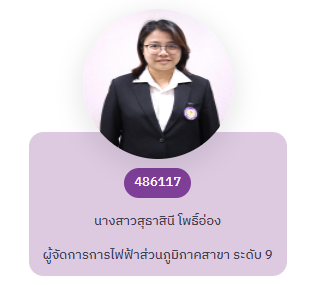 486117
นางสาวสุธาสินี โพธิ์อ่อง
ผู้จัดการการไฟฟ้าส่วนภูมิภาคสาขา ระดับ 9